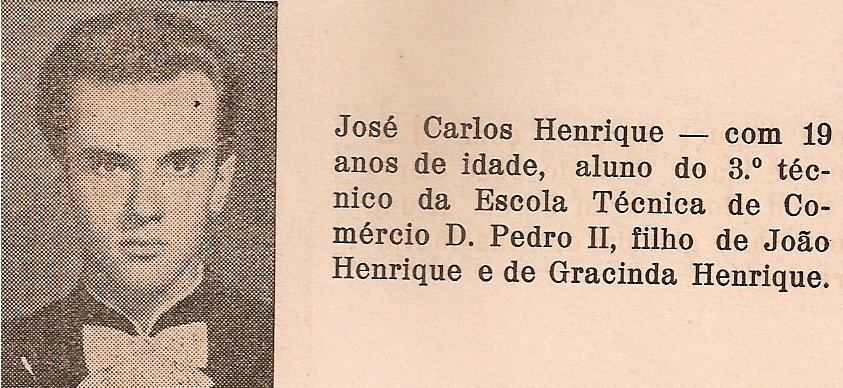 José Carlos Henrique — com 19
anos de idade, aluno do 3.º téc-
nico da Escola Técnica de Co-
mércio D. Pedro II, filho de João
Henrique e de Gracinda Henrique.